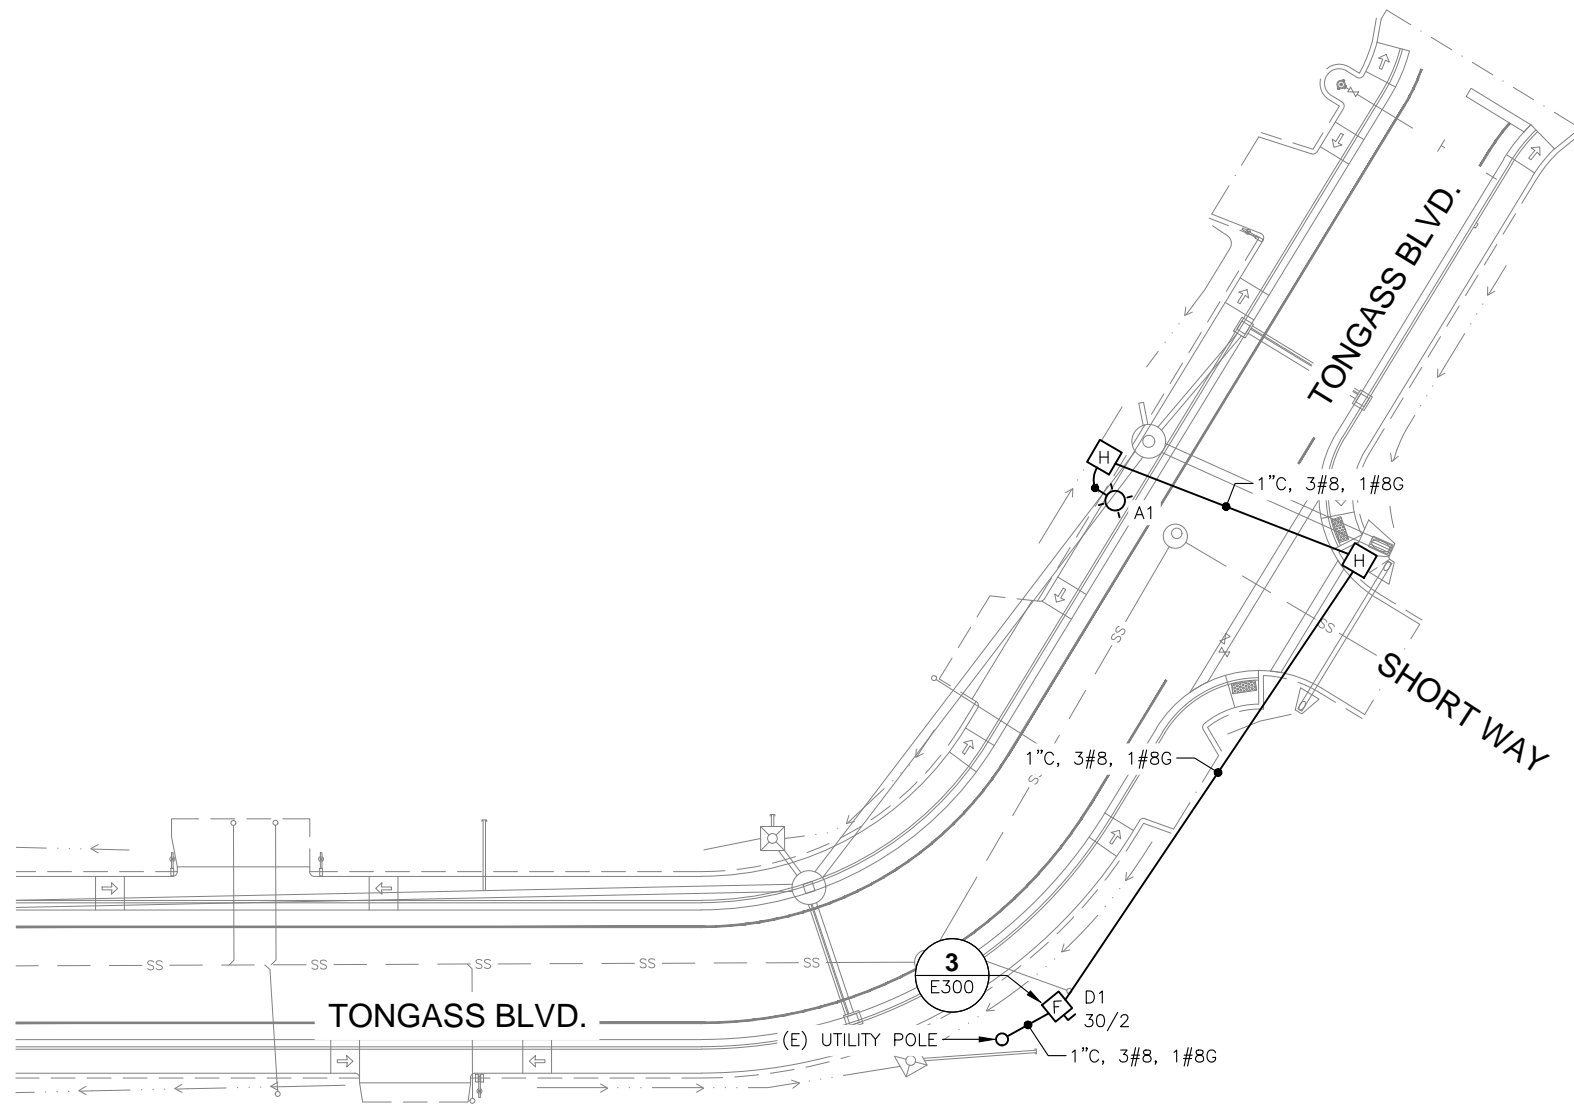 TONGASS BLVD.
1"C, 3#8, 1#8G
H
A1
H
SS
SS
SHORT WAY
1"C, 3#8, 1#8G
S
SS
SS
SS
SS
SS
3
E300
F
D1
30/2
TONGASS BLVD.
(E) UTILITY POLE
1"C, 3#8, 1#8G